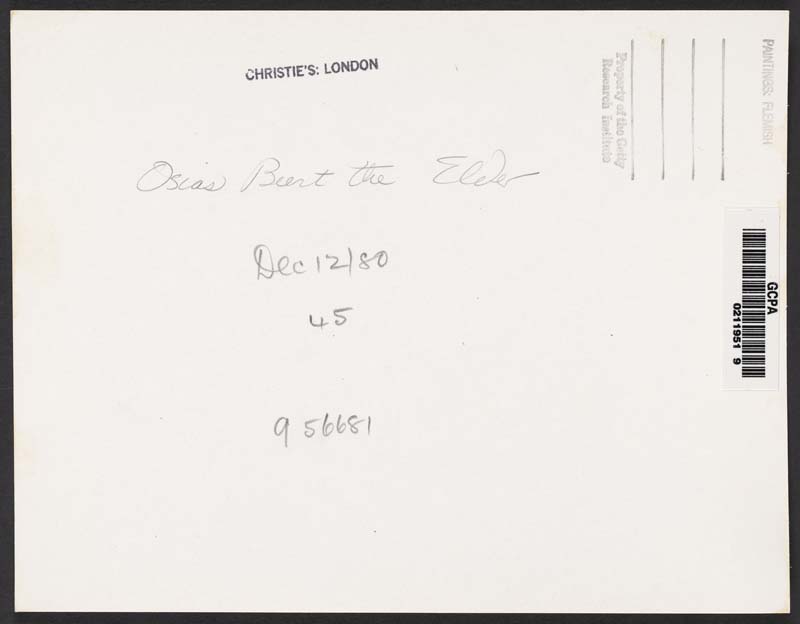 CHRISTIE'S: LONDON
Osias Beert the Elder
Dec 12/80
45
9 56681
Property of the Getty
Research Institute
PAINTINGS: FLEMISH
GCPA
0211951 9